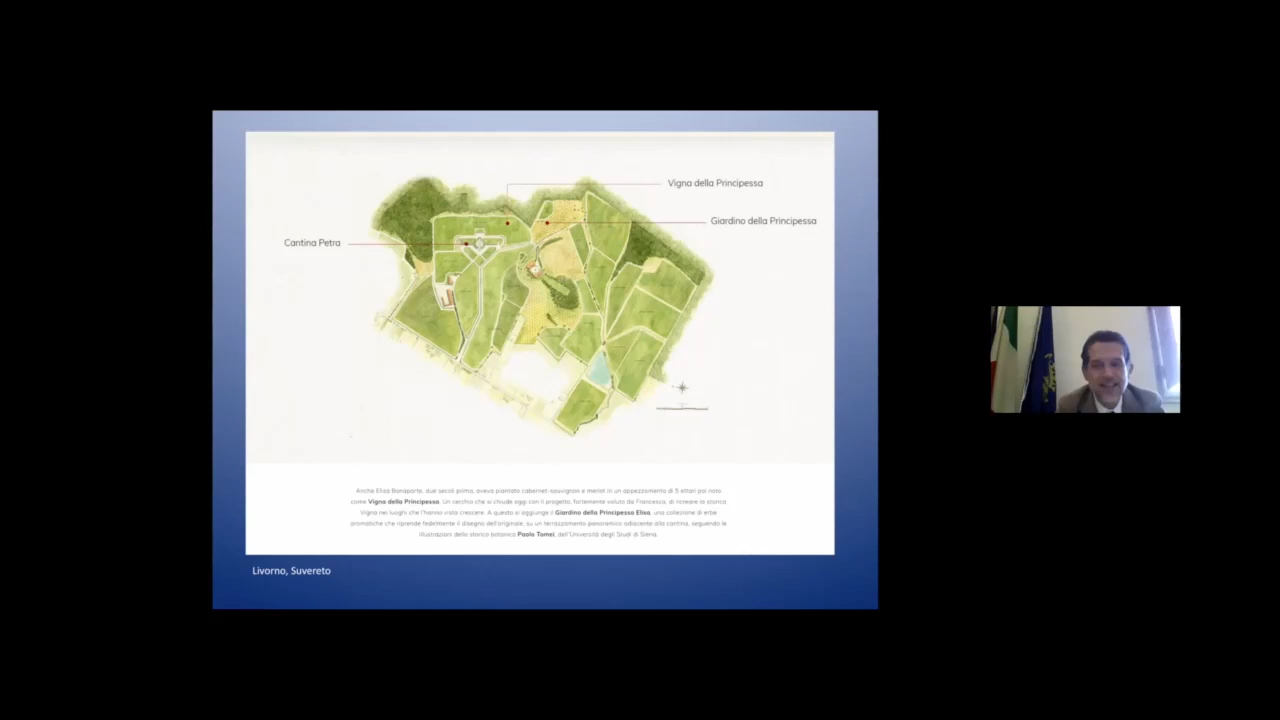 Vigna della Principessa
Giardino della Principessa
Cantina Petra
Anche Elisa Bonaparte, due secoli prima, aveva piantato cabernet sauvignon e merlot in un appezzamento di 5 ettari poi noto
come Vigna della Principessa. Un cerchio che si chiude oggi con il progetto, fortemente voluto da Francesca, di ricreare la storica
Vigna nei luoghi che l'hanno vista crescere. A questo si aggiunge il Giardino della Principessa Elisa, una collezione di erbe
aromatiche che riprende fedelmente il disegno dell'originale, su un terrazzamento panoramico adiacente alla cantina, seguendo le
illustrazioni dello storico botanico Paolo Tomei, dell'Università degli Studi di Siena.
Livorno, Suvereto